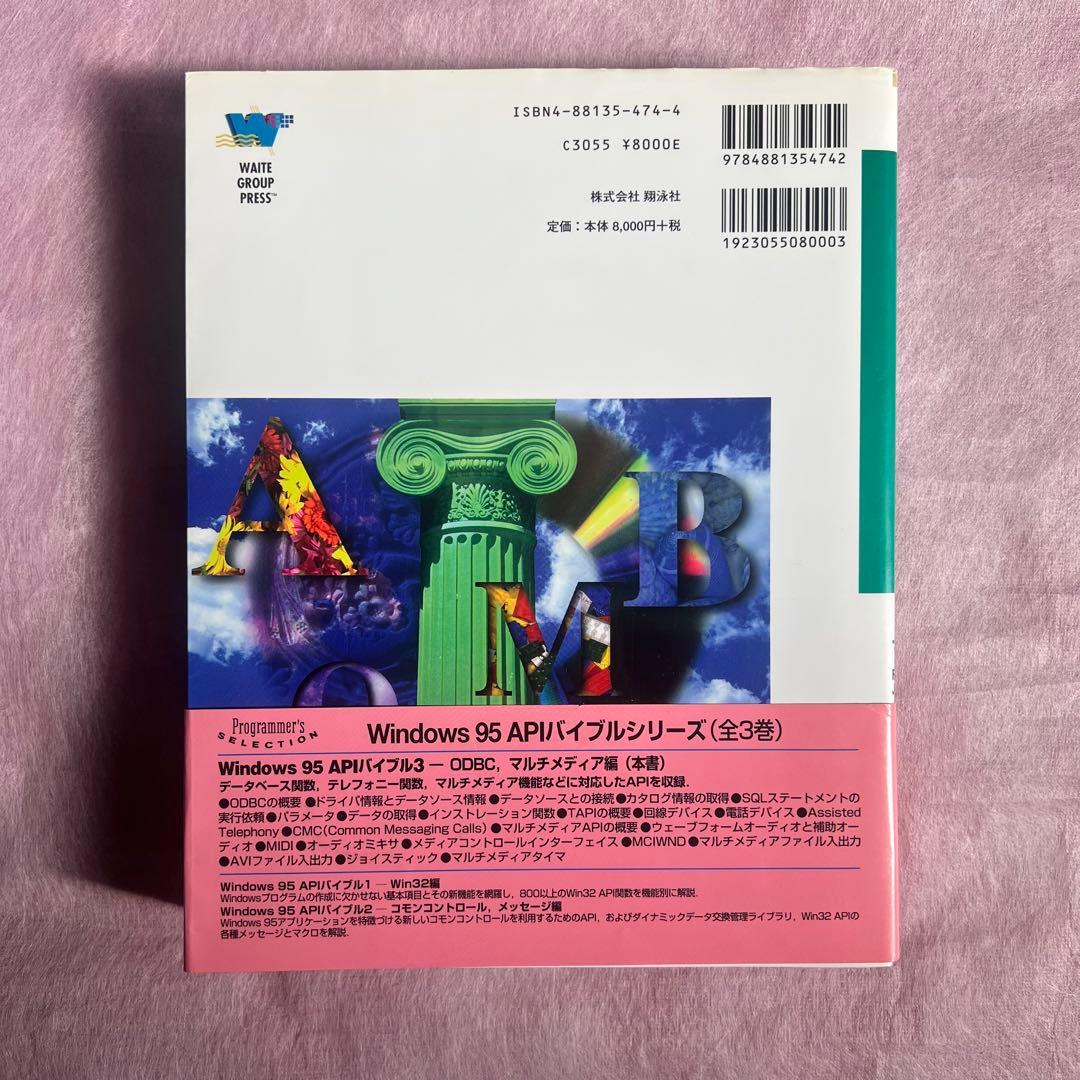 WAITE
GROUP
PRESS™
ISBN4-88135-474-4
C3055 ¥8000E
株式会社 翔泳社
定価:本体 8,000円+税
9784881354742
1923055080003
A
B
M
Programmer's
SELECTION
Windows 95 APIバイブルシリーズ(全3巻)
Windows 95 APIバイブル3 — ODBC, マルチメディア編(本書)
データベース関数, テレフォニー関数, マルチメディア機能などに対応したAPIを収録.
●ODBCの概要 ●ドライバ情報とデータソース情報 ●データソースとの接続 ●カタログ情報の取得 ●SQLステートメントの
実行依頼 ●パラメータ ●データの取得 ●インストレーション関数 ●TAPIの概要 ●回線デバイス ●電話デバイス ●Assisted
Telephony ●CMC(Common Messaging Calls) ●マルチメディアAPIの概要 ●ウェーブフォームオーディオと補助オー
ディオ ●MIDI ●オーディオミキサ ●メディアコントロールインターフェイス ●MCIWND ●マルチメディアファイル入出力
●AVIファイル入出力 ●ジョイスティック ●マルチメディアタイマ
Windows 95 APIバイブル1 — Win32編
Windowsプログラムの作成に欠かせない基本項目とその新機能を網羅し, 800以上のWin32 API関数を機能別に解説.
Windows 95 APIバイブル2 — コモンコントロール, メッセージ編
Windows 95アプリケーションを特徴づける新しいコモンコントロールを利用するためのAPI, およびダイナミックデータ交換管理ライブラリ, Win32 APIの
各種メッセージとマクロを解説.